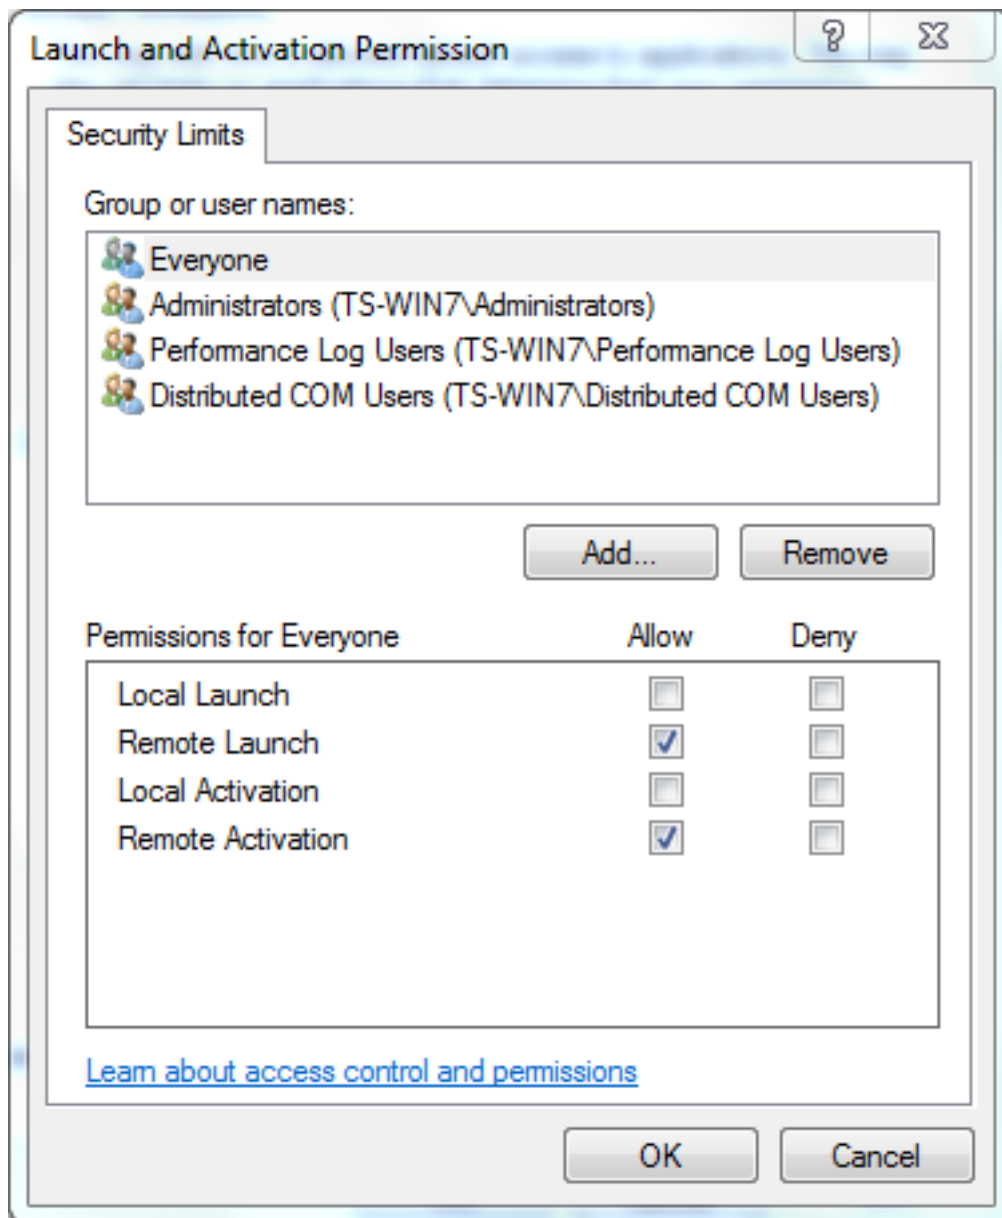 Launch and Activation Permission
Security Limits
Group or user names:
Everyone
Administrators (TS-WIN7\Administrators)
Performance Log Users (TS-WIN7\Performance Log Users)
Distributed COM Users (TS-WIN7\Distributed COM Users)
Add... Remove
Permissions for Everyone Allow Deny
Local Launch
Remote Launch
Local Activation
Remote Activation
Learn about access control and permissions
OK Cancel